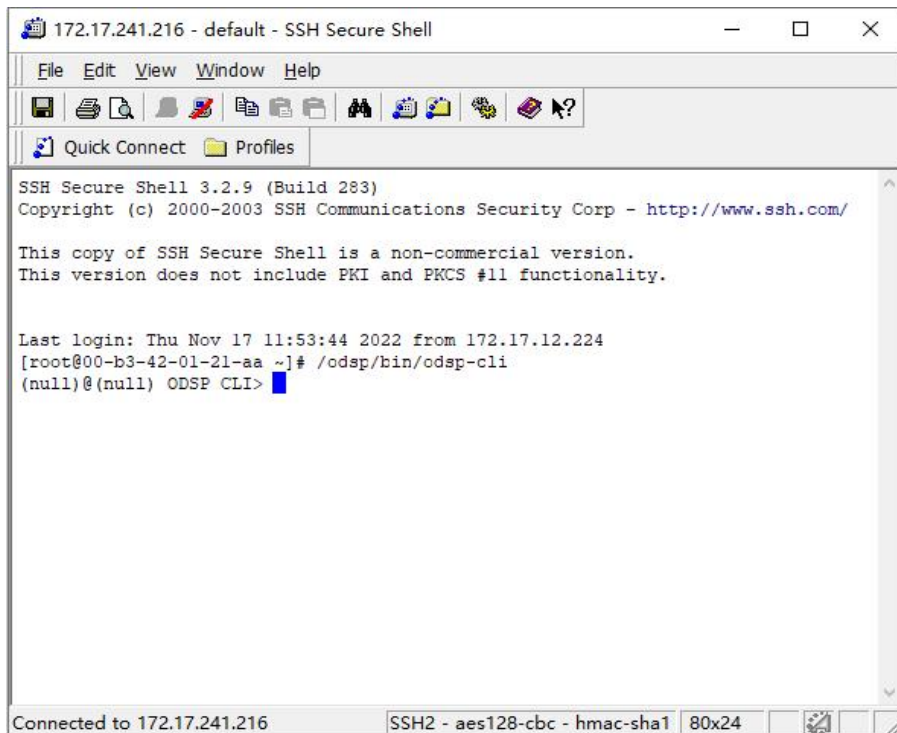 172.17.241.216 - default - SSH Secure Shell
File Edit View Window Help
Quick Connect Profiles
SSH Secure Shell 3.2.9 (Build 283)
Copyright (c) 2000-2003 SSH Communications Security Corp - http://www.ssh.com/
This copy of SSH Secure Shell is a non-commercial version.
This version does not include PKI and PKCS #11 functionality.
Last login: Thu Nov 17 11:53:44 2022 from 172.17.12.224
[root@00-b3-42-01-21-aa ~]# /odsp/bin/odsp-cli
(null)@(null) ODSP CLI>
Connected to 172.17.241.216 SSH2 - aes128-cbc - hmac-sha1 80x24